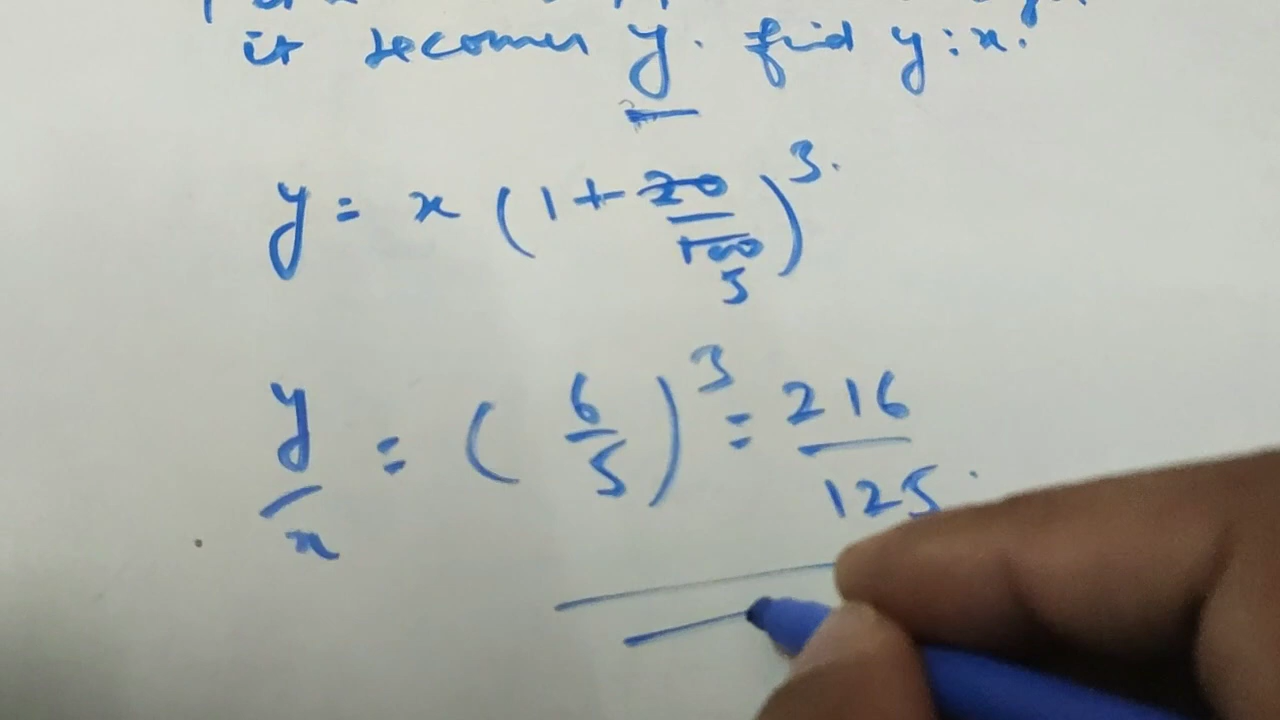 it becomes y. find y:x.
y = x (1 + 20/100 5)^3.
y/x = (6/5)^3 = 216/125.